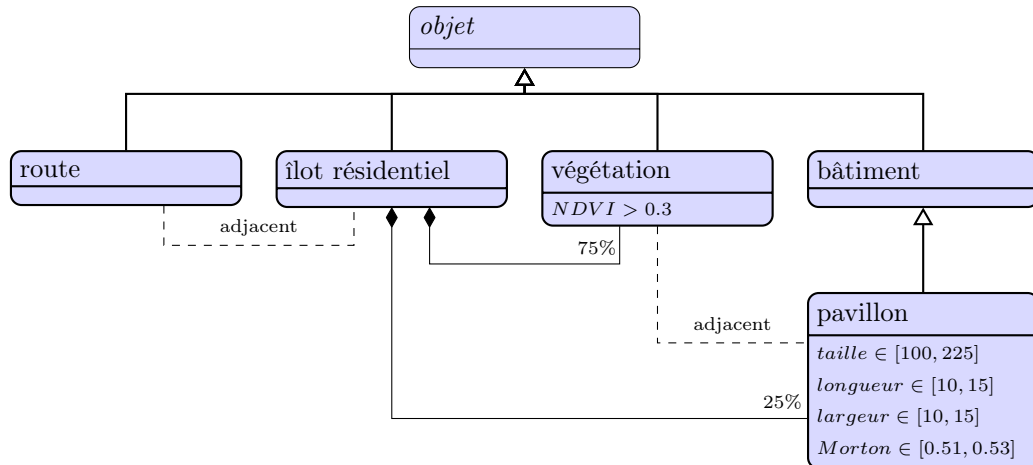 objet
route
îlot résidentiel
végétation
bâtiment
NDVI > 0.3
adjacent
75%
pavillon
adjacent
taille ∈ [100, 225]
longueur ∈ [10, 15]
25%
largeur ∈ [10, 15]
Morton ∈ [0.51, 0.53]